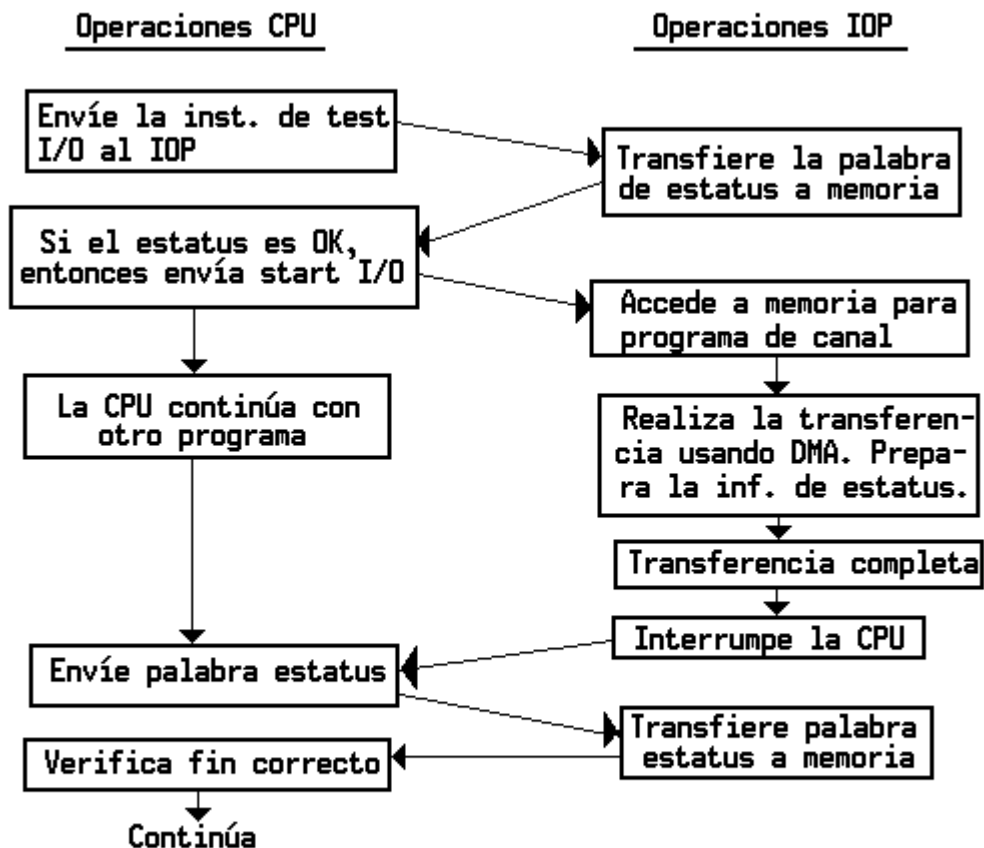 Operaciones CPU
Operaciones IOP
Envíe la inst. de test
I/O al IOP
Transfiere la palabra
de estatus a memoria
Si el estatus es OK,
entonces envía start I/O
Accede a memoria para
programa de canal
La CPU continúa con
otro programa
Realiza la transferen-
cia usando DMA. Prepa-
ra la inf. de estatus.
Transferencia completa
Interrumpe la CPU
Envíe palabra estatus
Transfiere palabra
estatus a memoria
Verifica fin correcto
Continúa